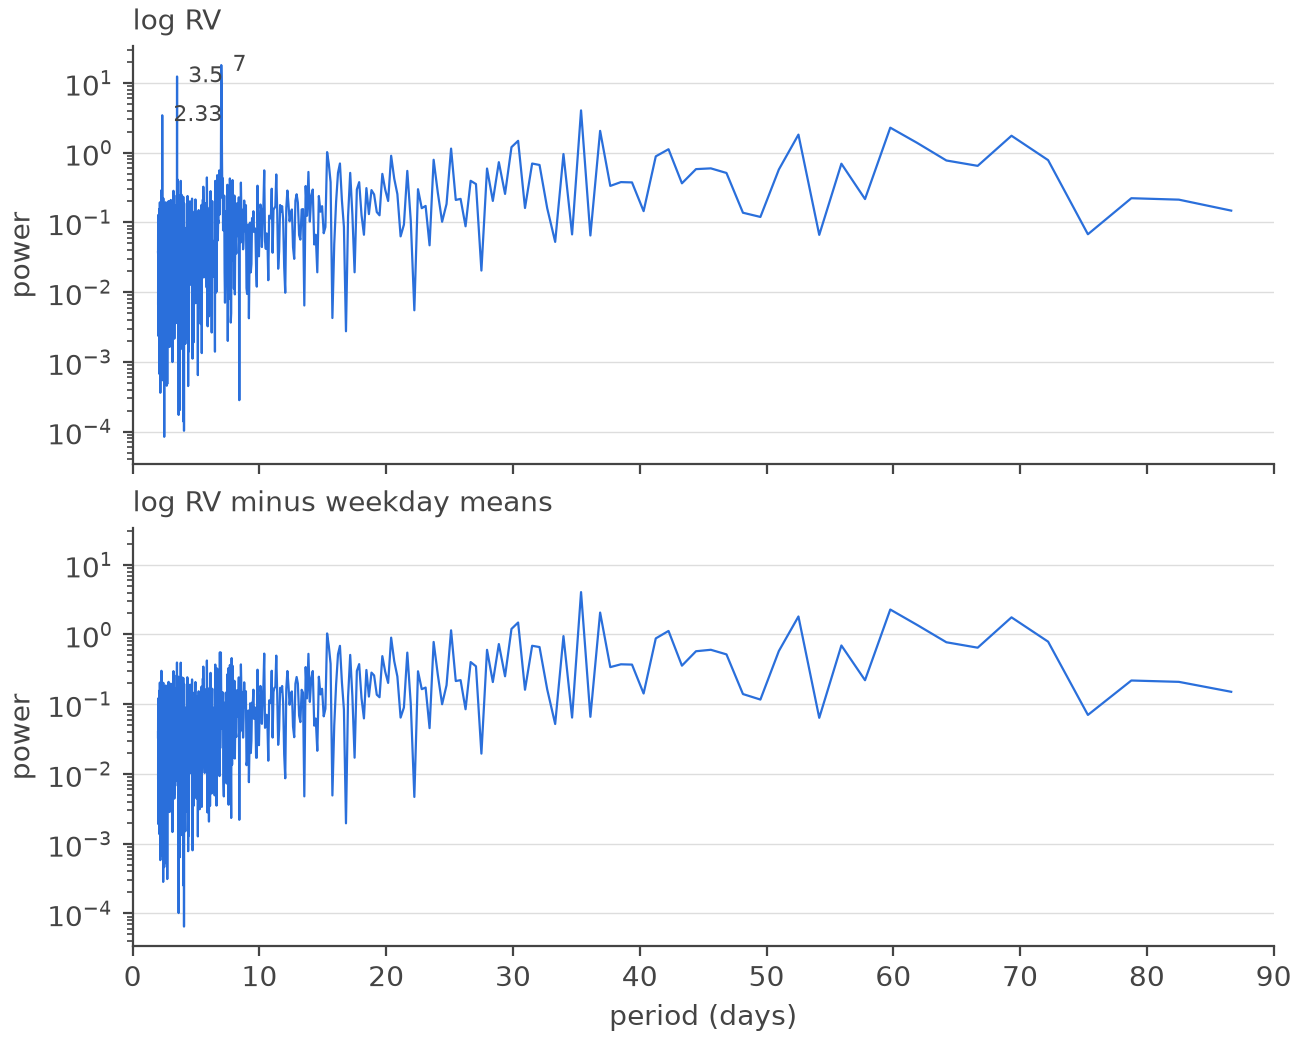 log RV
7
3.5
2.33
10¹
10⁰
10⁻¹
10⁻²
10⁻³
10⁻⁴
power
log RV minus weekday means
10¹
10⁰
10⁻¹
10⁻²
10⁻³
10⁻⁴
power
0 10 20 30 40 50 60 70 80 90
period (days)